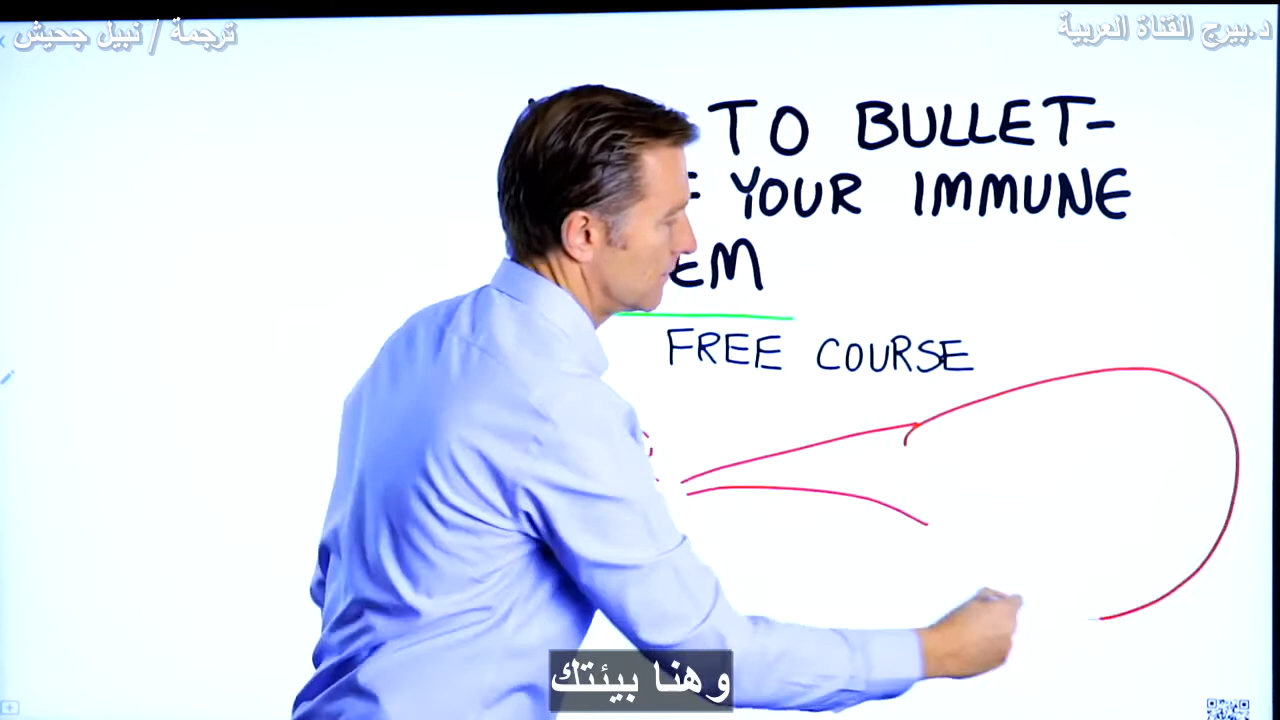 د.بيرج القناة العربية
ترجمة / نبيل جحيش
TO BULLET-
YOUR IMMUNE
EM
FREE COURSE
وهنا بيئتك